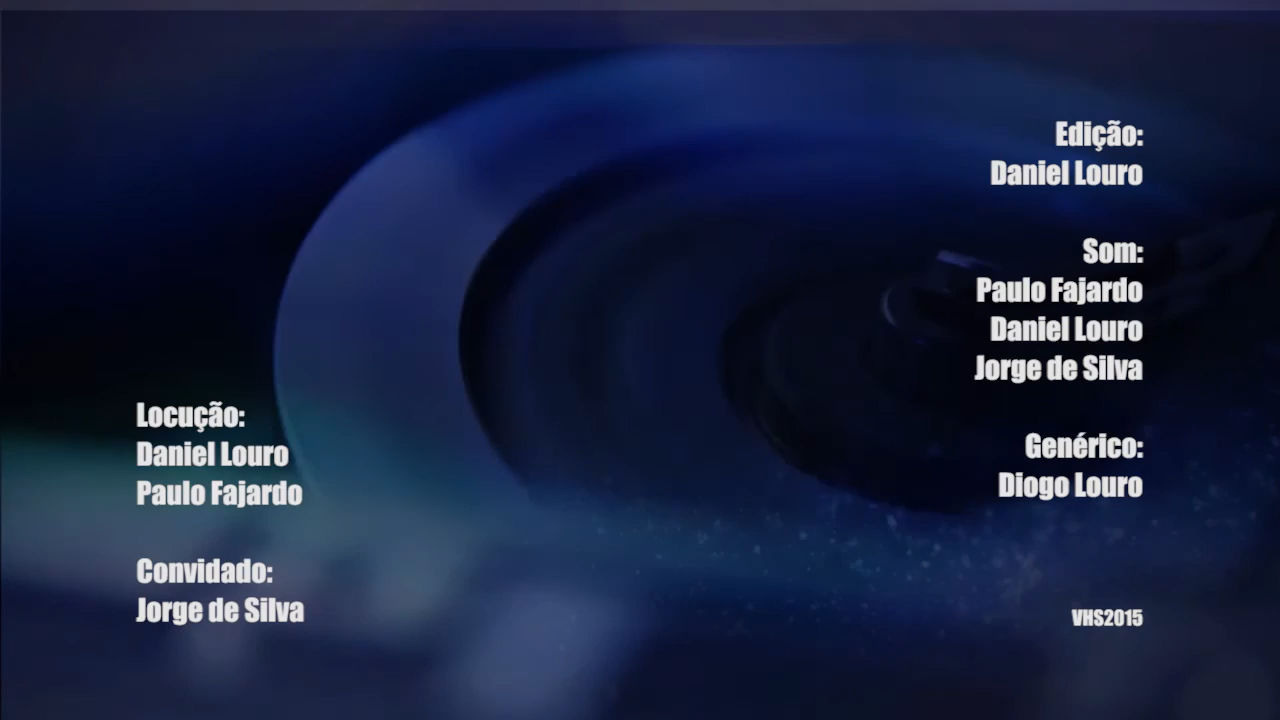 Locução:
Daniel Louro
Paulo Fajardo
Convidado:
Jorge de Silva
Edição:
Daniel Louro
Som:
Paulo Fajardo
Daniel Louro
Jorge de Silva
Genérico:
Diogo Louro
VHS2015